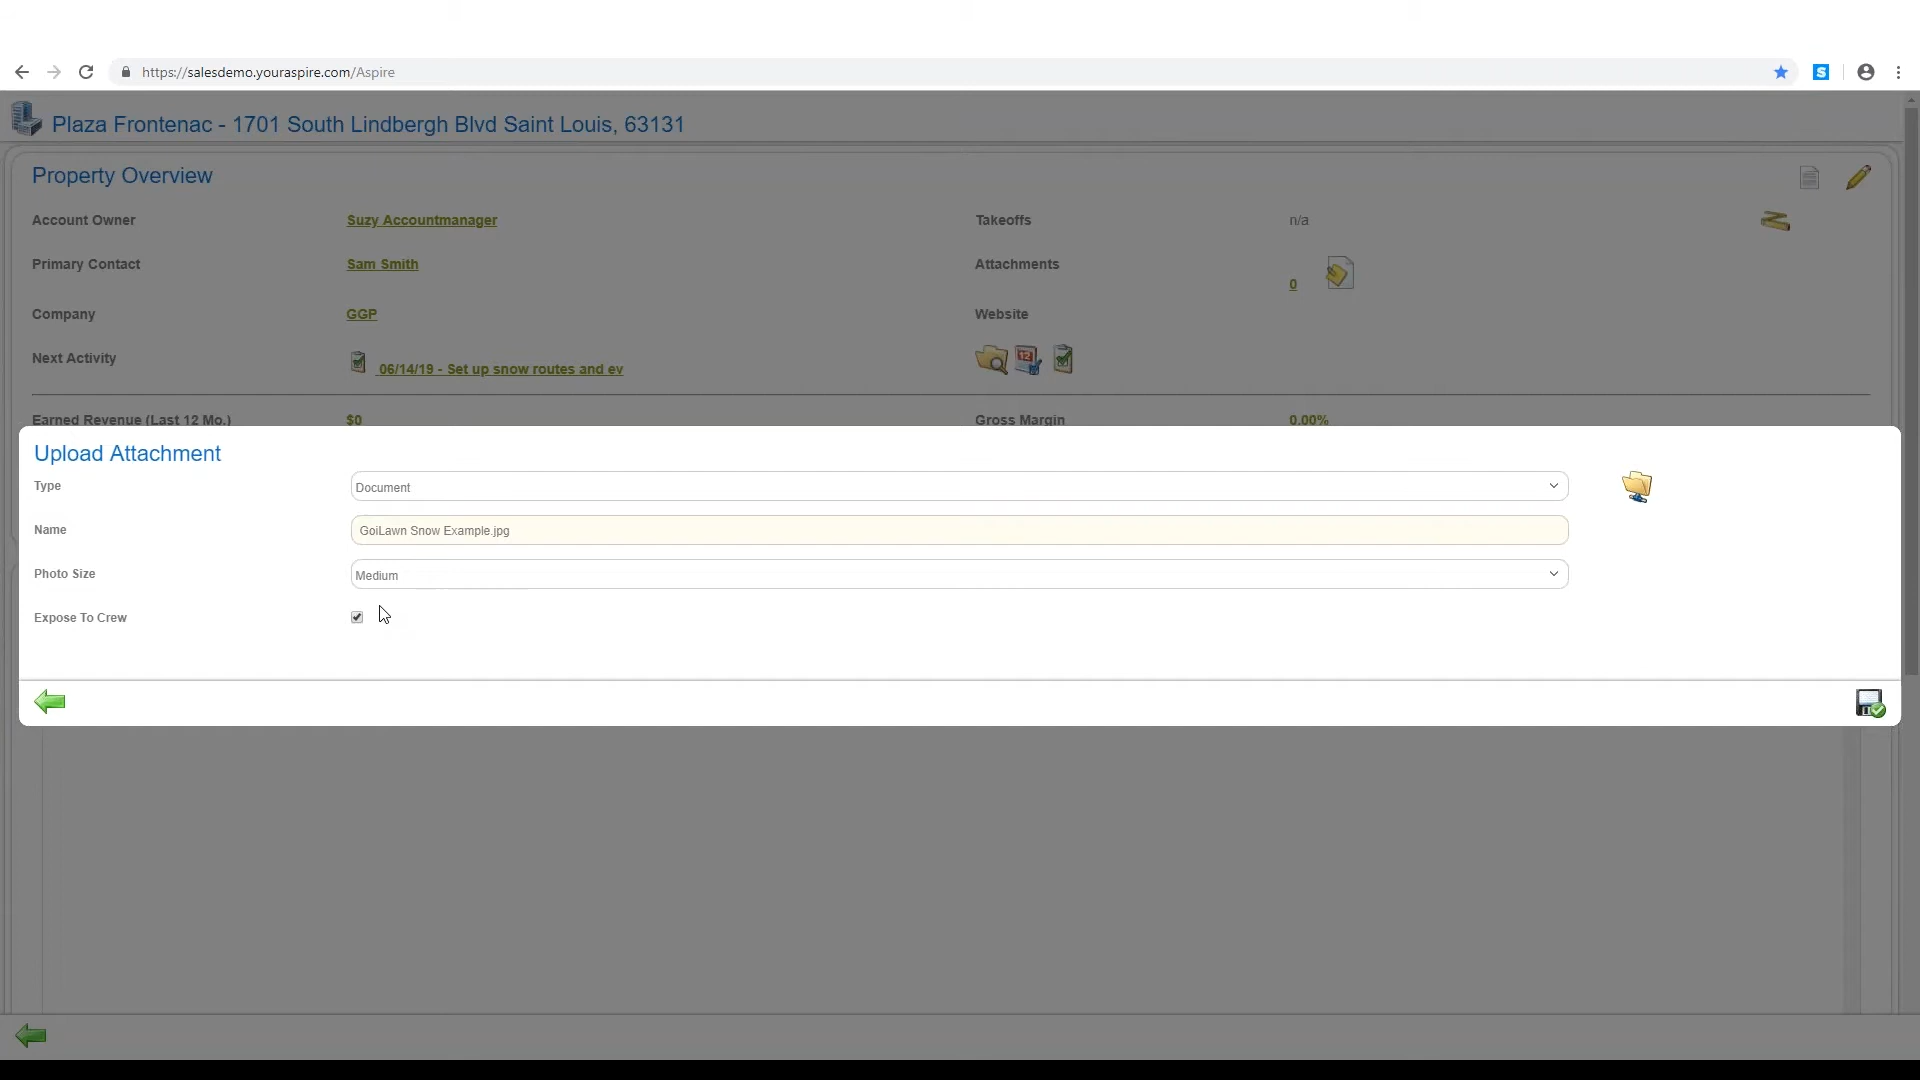 https://salesdemo.youraspire.com/Aspire
S
Plaza Frontenac - 1701 South Lindbergh Blvd Saint Louis, 63131
Property Overview
Account Owner Suzy Accountmanager Takeoffs n/a
Primary Contact Sam Smith Attachments 0
Company GGP Website
Next Activity 06/14/19 - Set up snow routes and ev 12
Earned Revenue (Last 12 Mo.) $0 Gross Margin 0.00%
Upload Attachment
Type Document
Name GoiLawn Snow Example.jpg
Photo Size Medium
Expose To Crew